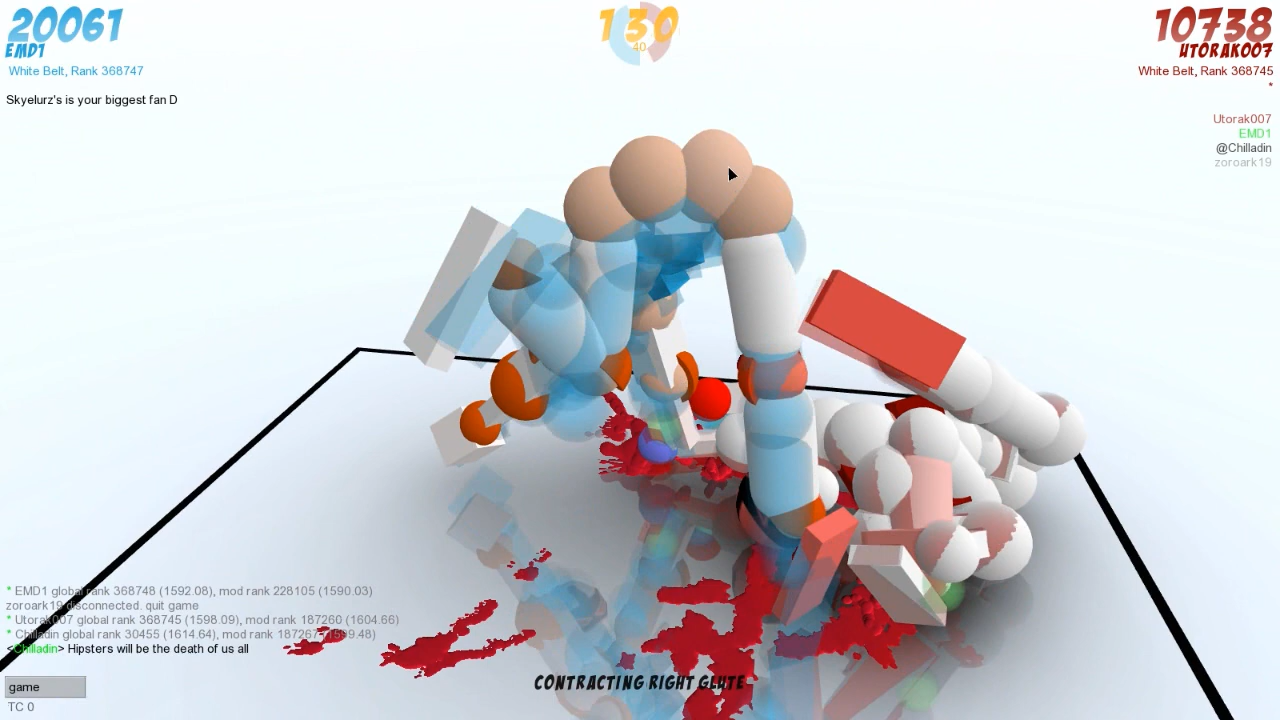 20061
EMD1
White Belt, Rank 368747
Skyelurz's is your biggest fan D
130
40
10738
UTORAK007
White Belt, Rank 368745
*
Utorak007
EMD1
@Chilladin
zoroark19
* EMD1 global rank 368748 (1592.08), mod rank 228105 (1590.03)
zoroark19 disconnected. quit game
* Utorak007 global rank 368745 (1598.09), mod rank 187260 (1604.66)
* Chilladin global rank 30455 (1614.64), mod rank 187267 (1599.48)
<Chilladin> Hipsters will be the death of us all
CONTRACTING RIGHT GLUTE
game
TC 0